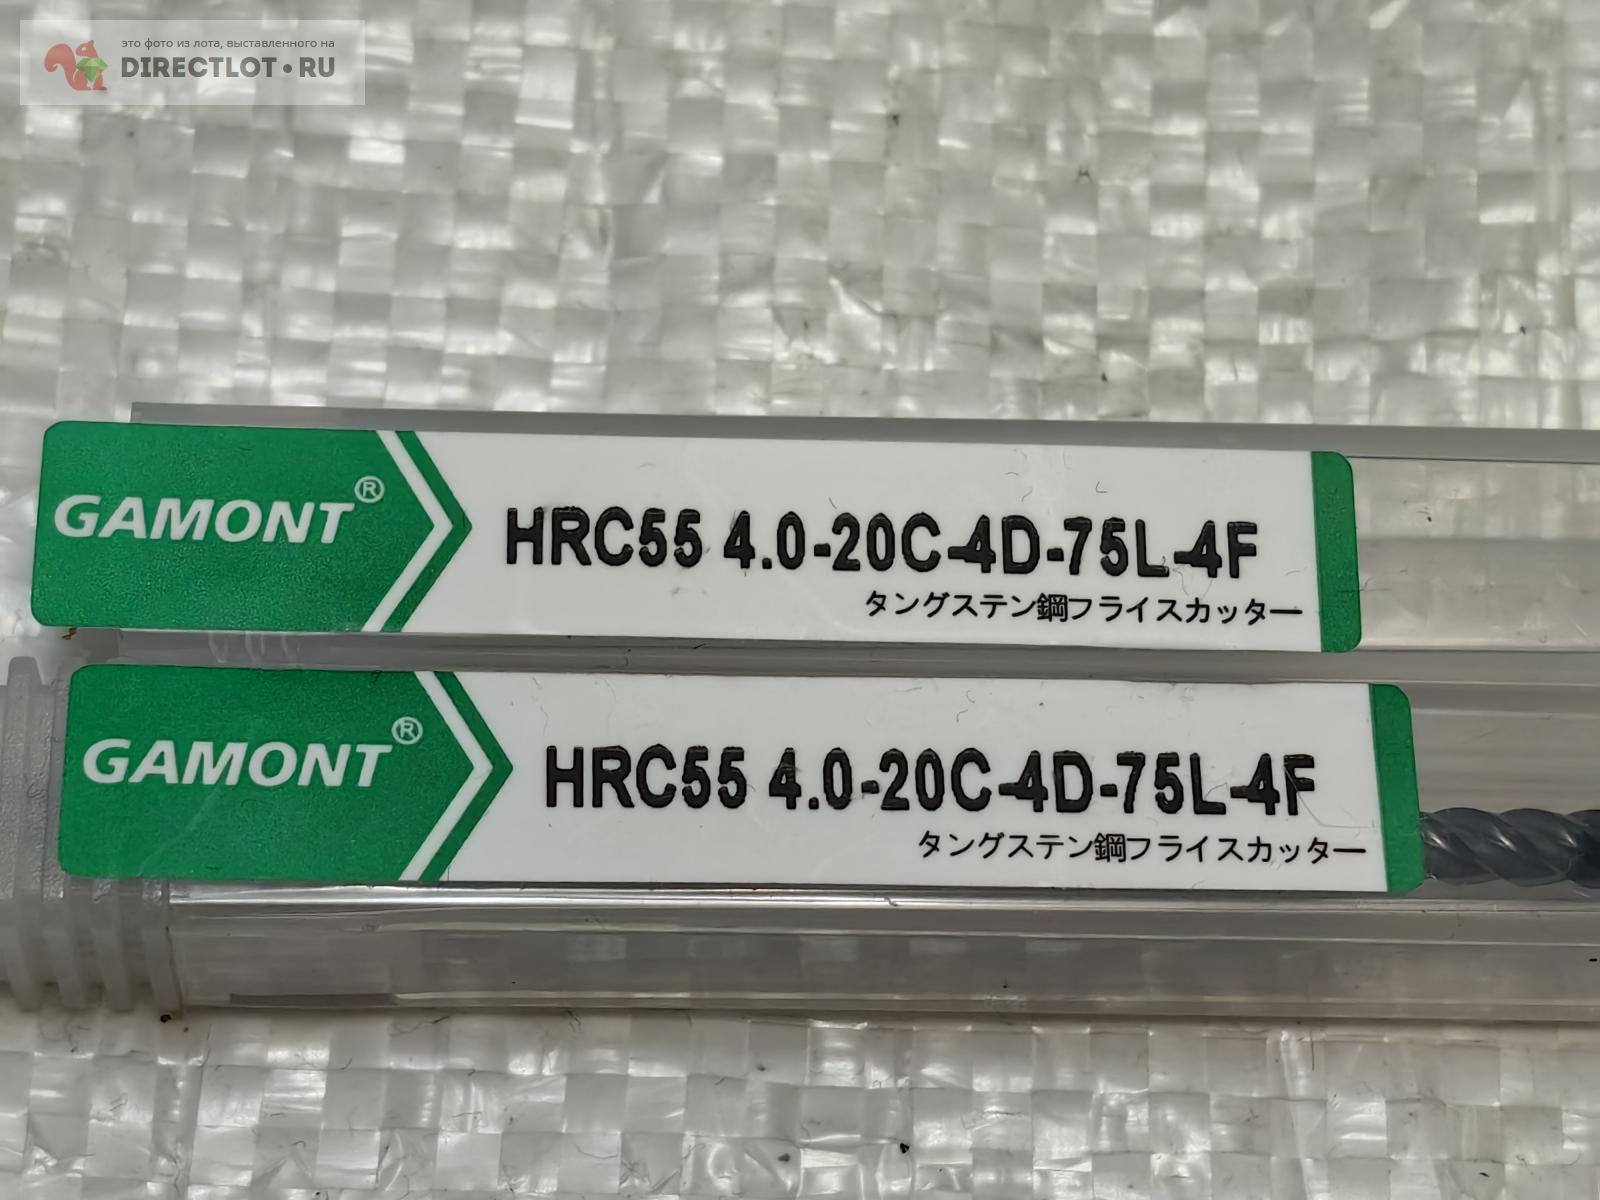 это фото из лота, выставленного на
DIRECTLOT•RU
GAMONT®
HRC55 4.0-20C-4D-75L-4F
タングステン鋼フライスカッター
GAMONT®
HRC55 4.0-20C-4D-75L-4F
タングステン鋼フライスカッター